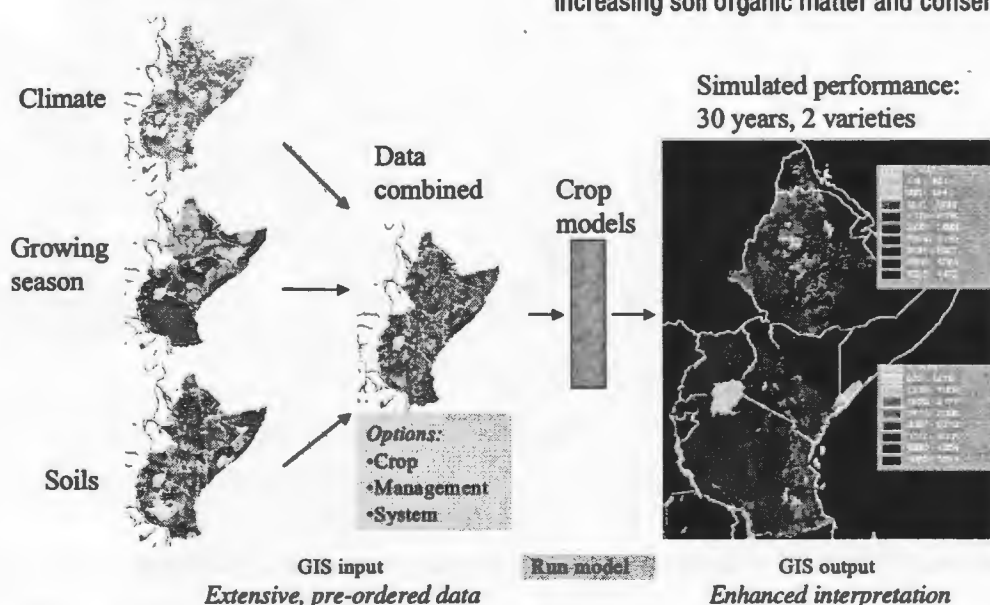 increasing soil organic matter and conser
Climate
Growing
season
Soils
Data
combined
Options:
•Crop
•Management
•System
Crop
models
Simulated performance:
30 years, 2 varieties
GIS input
Extensive, pre-ordered data
Run model
GIS output
Enhanced interpretation